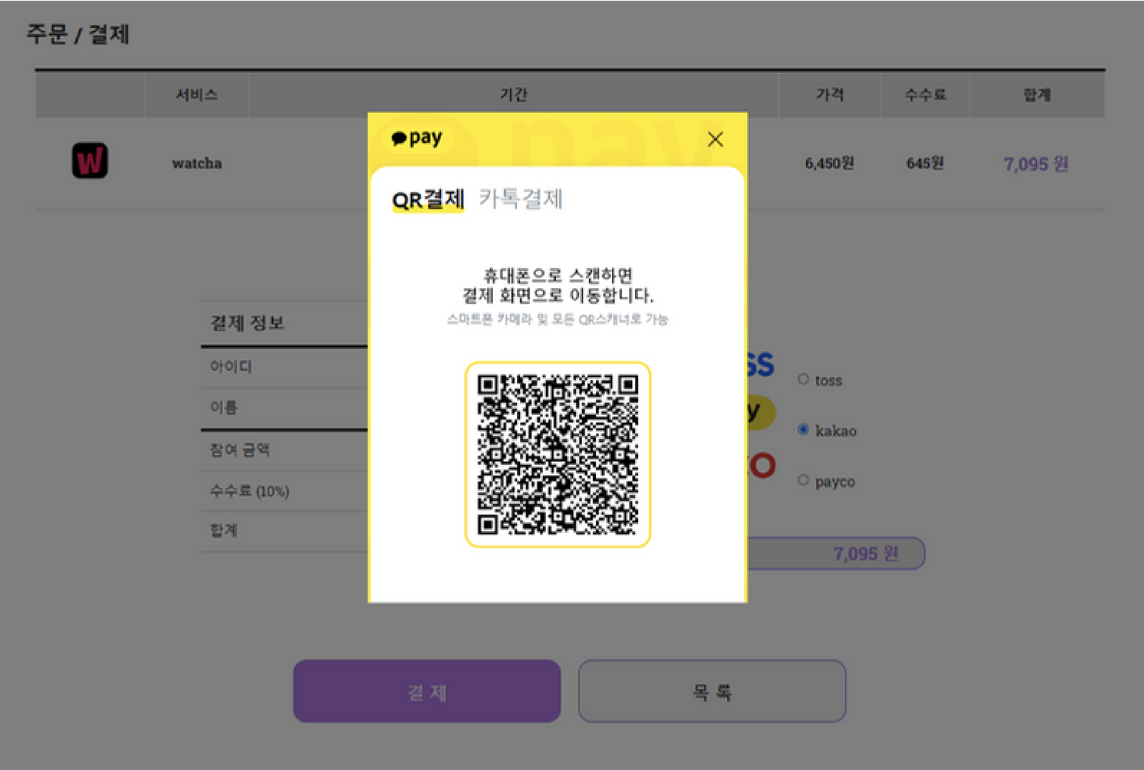 주문 / 결제
서비스 기간 가격 수수료 합계
W watcha 6,450원 645원 7,095 원
pay
pay
QR결제 카톡결제
휴대폰으로 스캔하면
결제 화면으로 이동합니다.
스마트폰 카메라 및 모든 QR스캐너로 가능
결제 정보
아이디
이름
참여 금액
수수료 (10%)
합계
toss
kakao
payco
7,095 원
결 제 목 록